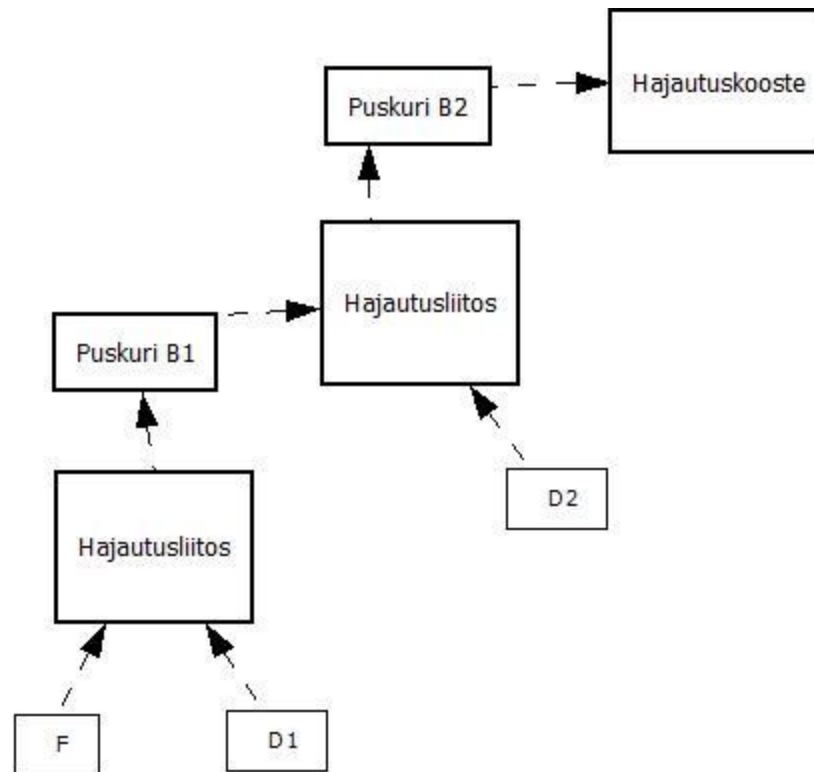 Hajautuskooste
Puskuri B2
Hajautusliitos
Puskuri B1
D2
Hajautusliitos
F
D1